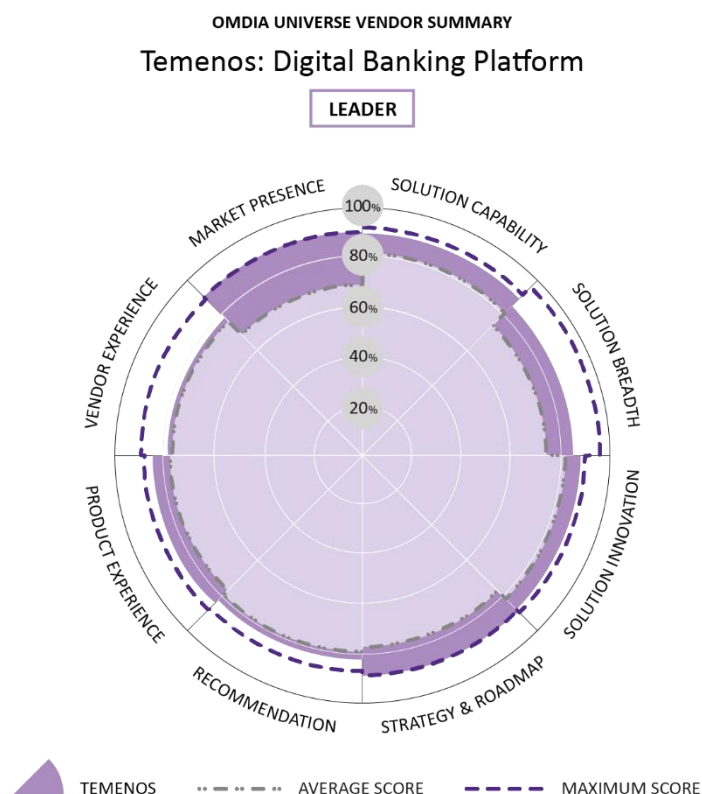 OMDIA UNIVERSE VENDOR SUMMARY
Temenos: Digital Banking Platform
LEADER
MARKET PRESENCE
SOLUTION CAPABILITY
100%
VENDOR EXPERIENCE
80%
SOLUTION BREADTH
60%
40%
20%
PRODUCT EXPERIENCE
SOLUTION INNOVATION
RECOMMENDATION
STRATEGY & ROADMAP
TEMENOS
AVERAGE SCORE
MAXIMUM SCORE